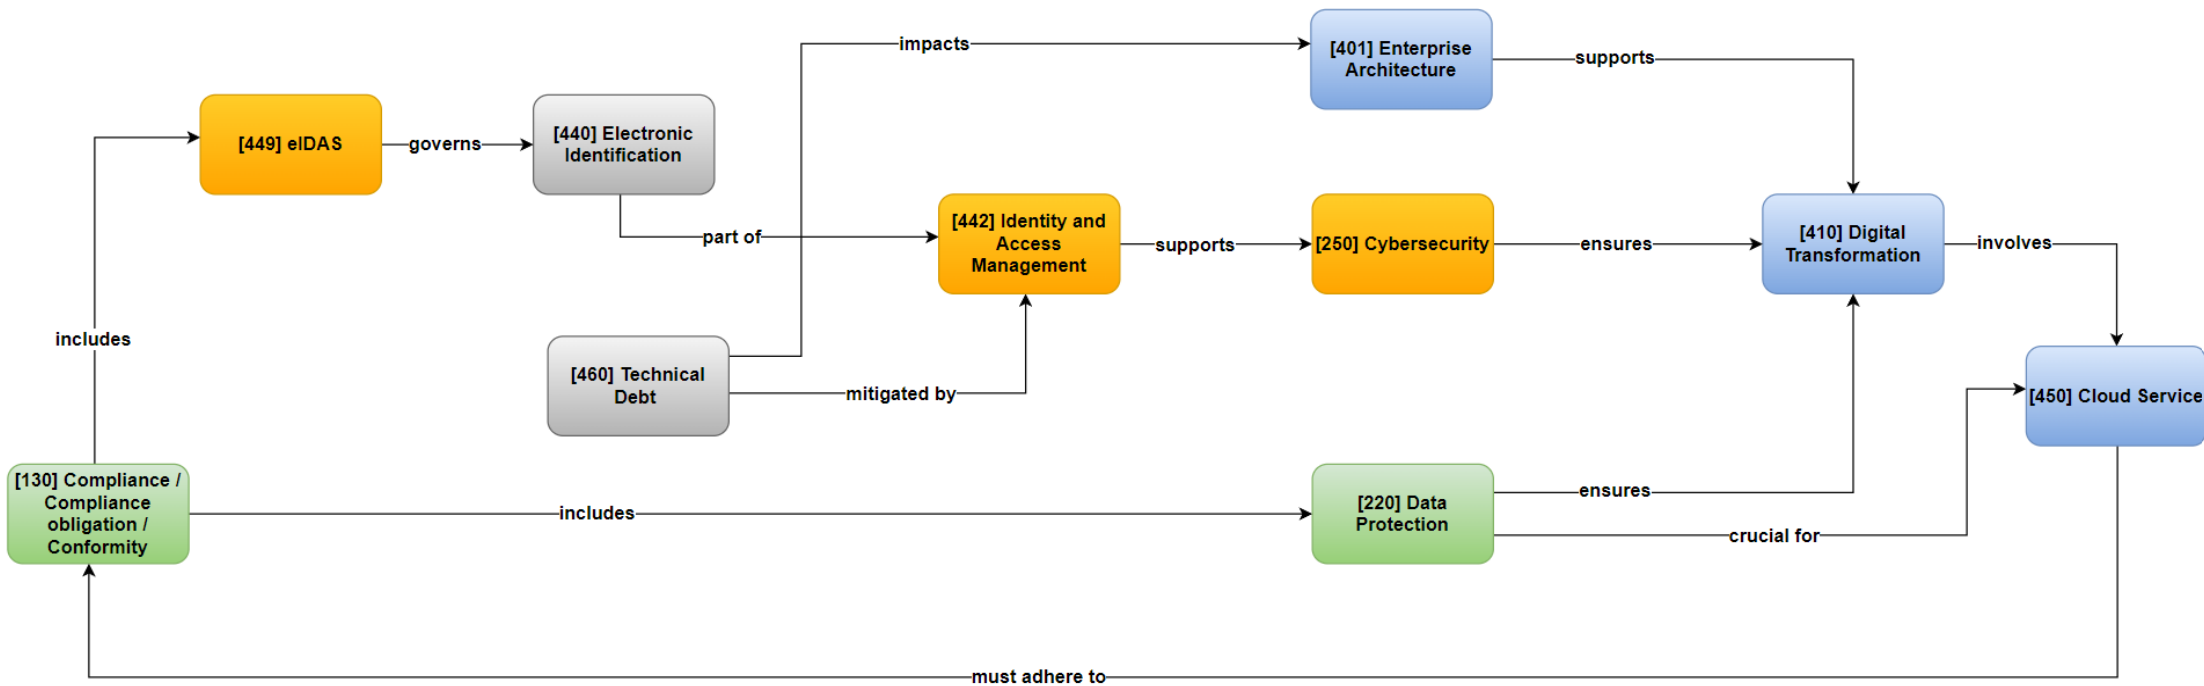 impacts
[401] Enterprise
Architecture
supports
[449] eIDAS
governs
[440] Electronic
Identification
part of
[442] Identity and
Access
Management
supports
[250] Cybersecurity
ensures
[410] Digital
Transformation
involves
includes
[460] Technical
Debt
mitigated by
[450] Cloud Service
[130] Compliance /
Compliance
obligation /
Conformity
includes
[220] Data
Protection
ensures
crucial for
must adhere to